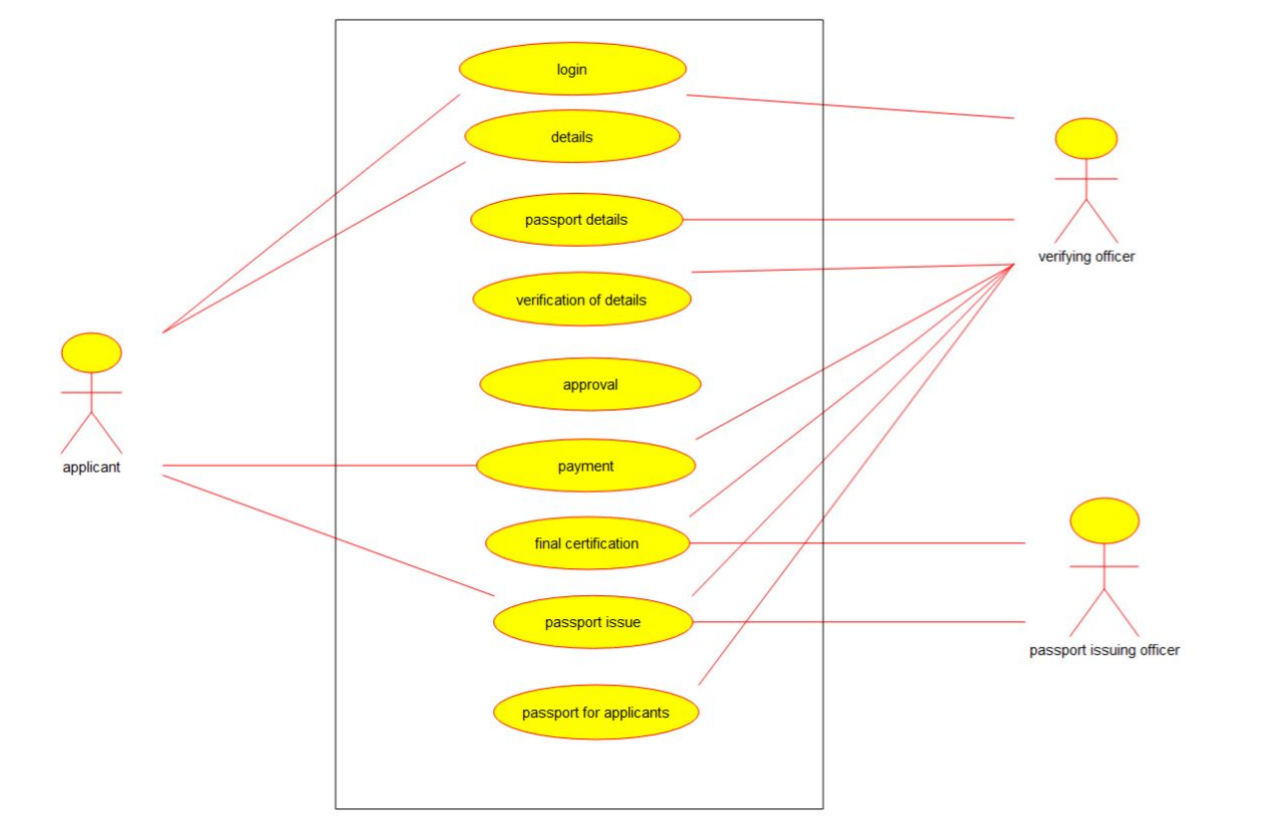 login
details
passport details
verification of details
approval
payment
final certification
passport issue
passport for applicants
applicant
verifying officer
passport issuing officer